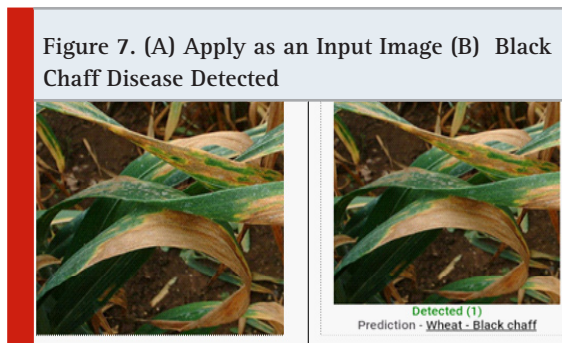 Figure 7. (A) Apply as an Input Image (B) Black
Chaff Disease Detected
Detected (1)
Prediction - Wheat - Black chaff